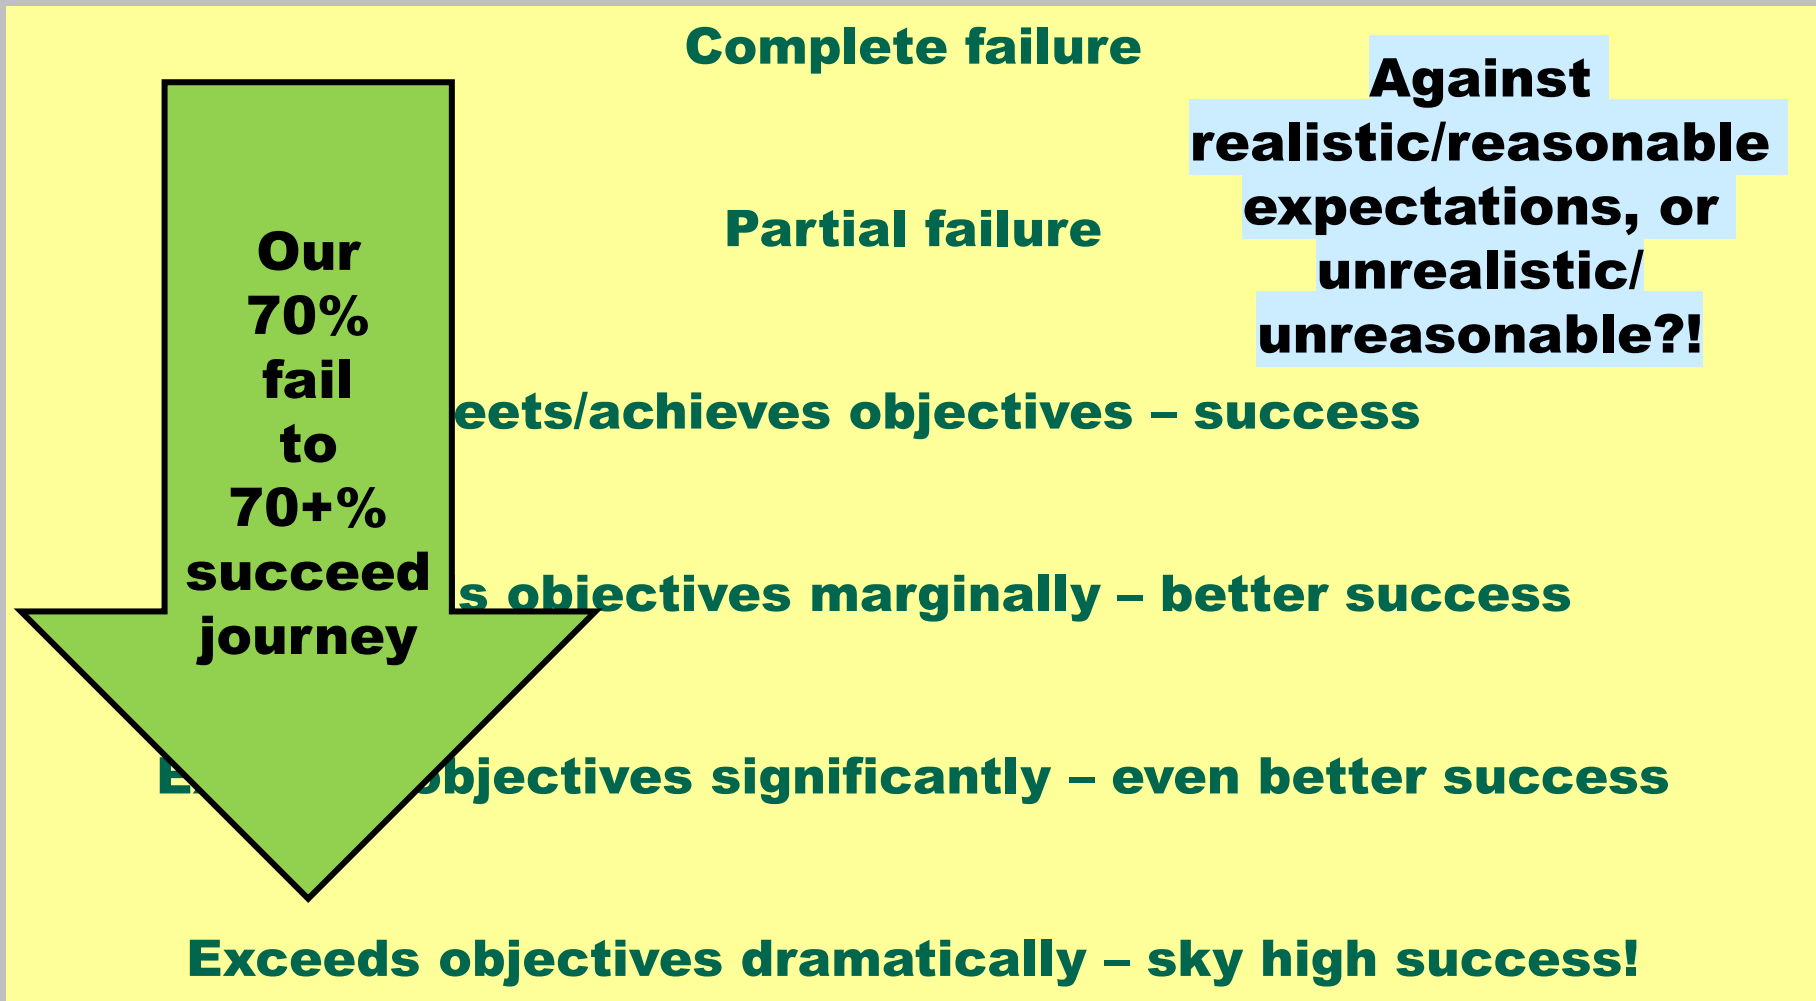 Complete failure
Against
realistic/reasonable
expectations, or
unrealistic/
unreasonable?!
Partial failure
Our
70%
fail
to
70+%
succeed
journey
eets/achieves objectives – success
s objectives marginally – better success
objectives significantly – even better success
Exceeds objectives dramatically – sky high success!